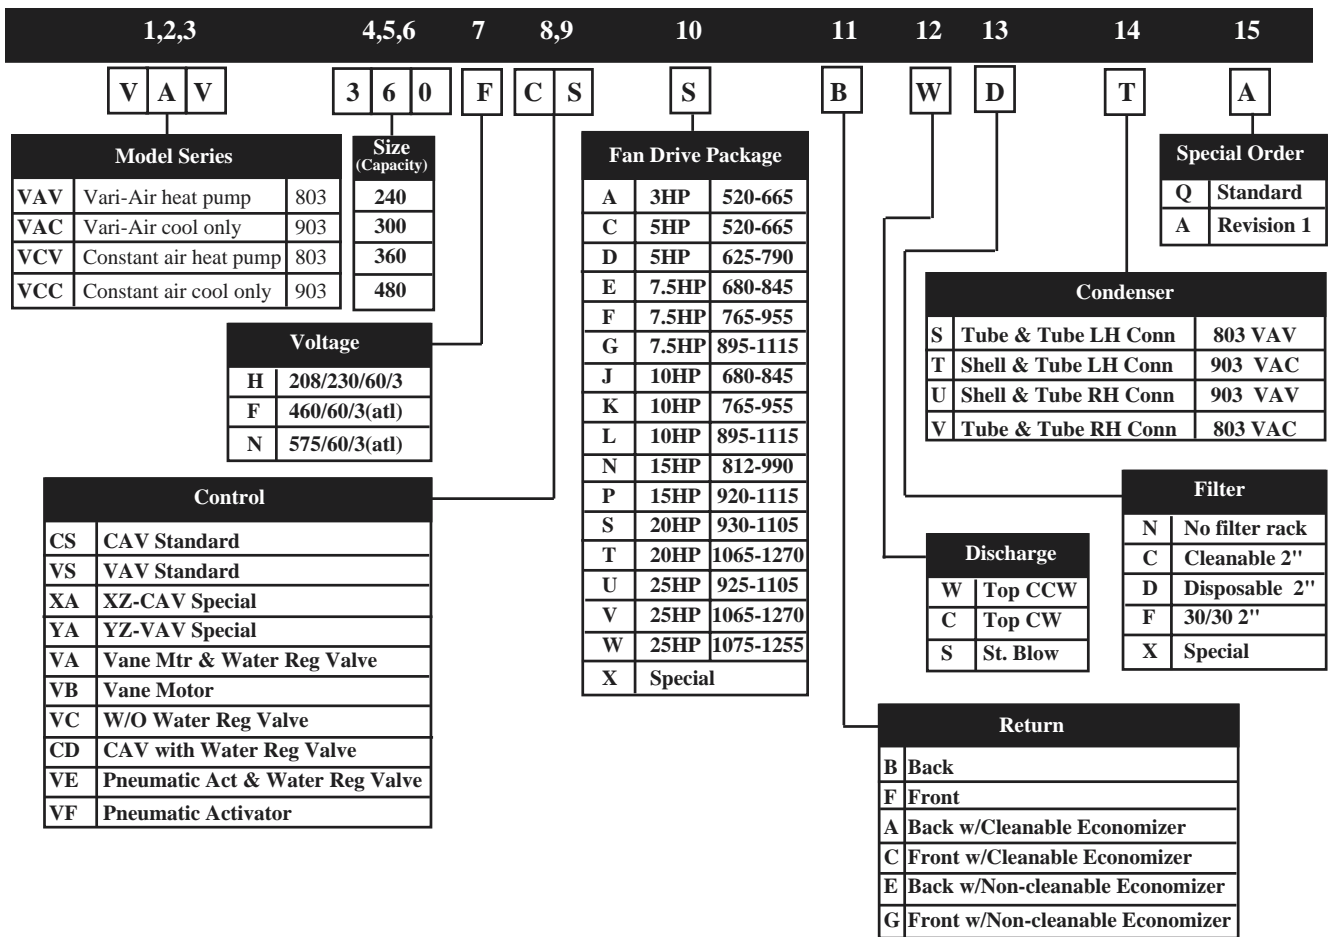 1,2,3 4,5,6 7 8,9 10 11 12 13 14 15
V A V 3 6 0 F C S S B W D T A
Model Series
VAV Vari-Air heat pump 803
VAC Vari-Air cool only 903
VCV Constant air heat pump 803
VCC Constant air cool only 903
Size
(Capacity)
240
300
360
480
Voltage
H 208/230/60/3
F 460/60/3(atl)
N 575/60/3(atl)
Control
CS CAV Standard
VS VAV Standard
XA XZ-CAV Special
YA YZ-VAV Special
VA Vane Mtr & Water Reg Valve
VB Vane Motor
VC W/O Water Reg Valve
CD CAV with Water Reg Valve
VE Pneumatic Act & Water Reg Valve
VF Pneumatic Activator
Fan Drive Package
A 3HP 520-665
C 5HP 520-665
D 5HP 625-790
E 7.5HP 680-845
F 7.5HP 765-955
G 7.5HP 895-1115
J 10HP 680-845
K 10HP 765-955
L 10HP 895-1115
N 15HP 812-990
P 15HP 920-1115
S 20HP 930-1105
T 20HP 1065-1270
U 25HP 925-1105
V 25HP 1065-1270
W 25HP 1075-1255
X Special
Special Order
Q Standard
A Revision 1
Condenser
S Tube & Tube LH Conn 803 VAV
T Shell & Tube LH Conn 903 VAC
U Shell & Tube RH Conn 903 VAV
V Tube & Tube RH Conn 803 VAC
Filter
N No filter rack
C Cleanable 2"
D Disposable 2"
F 30/30 2"
X Special
Discharge
W Top CCW
C Top CW
S St. Blow
Return
B Back
F Front
A Back w/Cleanable Economizer
C Front w/Cleanable Economizer
E Back w/Non-cleanable Economizer
G Front w/Non-cleanable Economizer